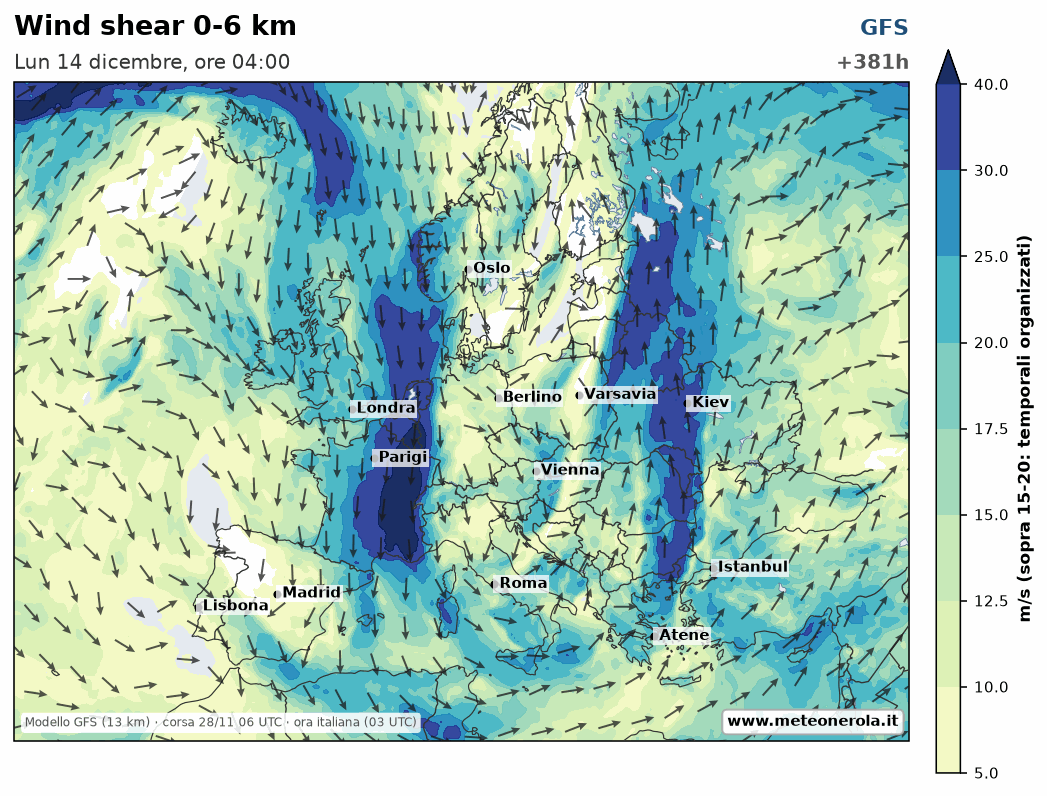 Wind shear 0-6 km
GFS
Lun 14 dicembre, ore 04:00
+381h
40.0
30.0
25.0
20.0
17.5
15.0
12.5
10.0
5.0
m/s (sopra 15-20: temporali organizzati)
Oslo
Berlino
Varsavia
Londra
Kiev
Parigi
Vienna
Istanbul
Roma
Madrid
Lisbona
Atene
Modello GFS (13 km) · corsa 28/11 06 UTC · ora italiana (03 UTC)
www.meteonerola.it